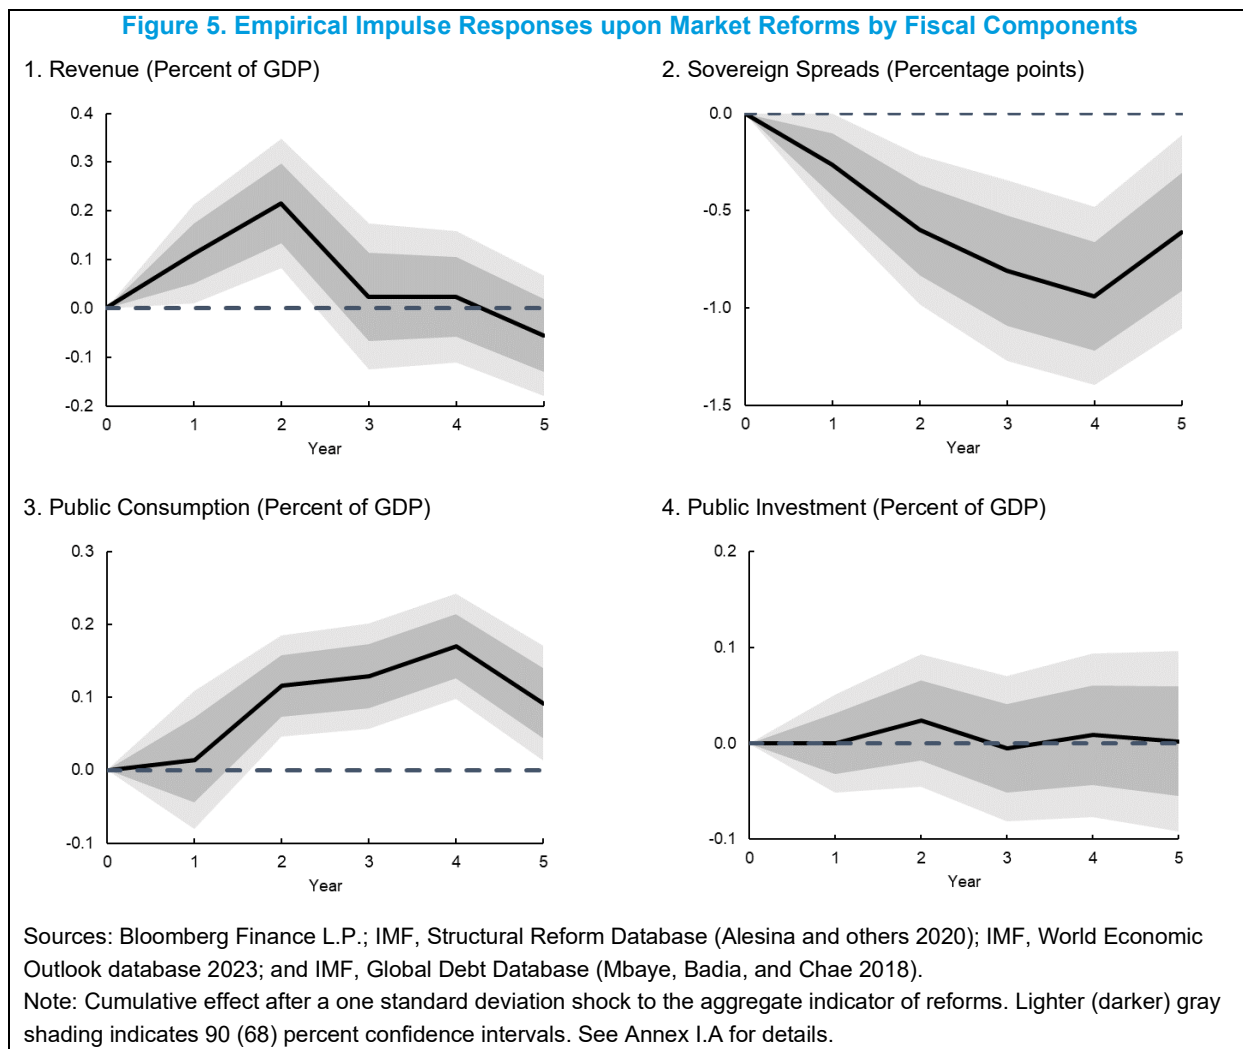 Figure 5. Empirical Impulse Responses upon Market Reforms by Fiscal Components
1. Revenue (Percent of GDP)
0.4
0.3
0.2
0.1
0.0
-0.1
-0.2
0 1 2 3 4 5
Year
2. Sovereign Spreads (Percentage points)
0.0
-0.5
-1.0
-1.5
0 1 2 3 4 5
Year
3. Public Consumption (Percent of GDP)
0.3
0.2
0.1
0.0
-0.1
0 1 2 3 4 5
Year
4. Public Investment (Percent of GDP)
0.2
0.1
0.0
-0.1
0 1 2 3 4 5
Year
Sources: Bloomberg Finance L.P.; IMF, Structural Reform Database (Alesina and others 2020); IMF, World Economic
Outlook database 2023; and IMF, Global Debt Database (Mbaye, Badia, and Chae 2018).
Note: Cumulative effect after a one standard deviation shock to the aggregate indicator of reforms. Lighter (darker) gray
shading indicates 90 (68) percent confidence intervals. See Annex I.A for details.